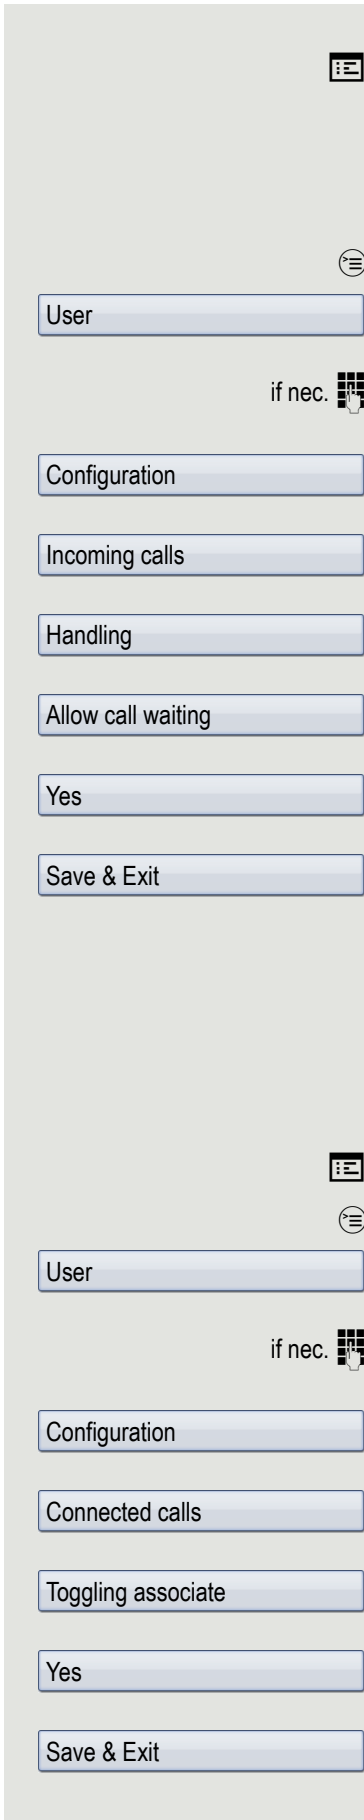 User
if nec.
Configuration
Incoming calls
Handling
Allow call waiting
Yes
Save & Exit
User
if nec.
Configuration
Connected calls
Toggling associate
Yes
Save & Exit